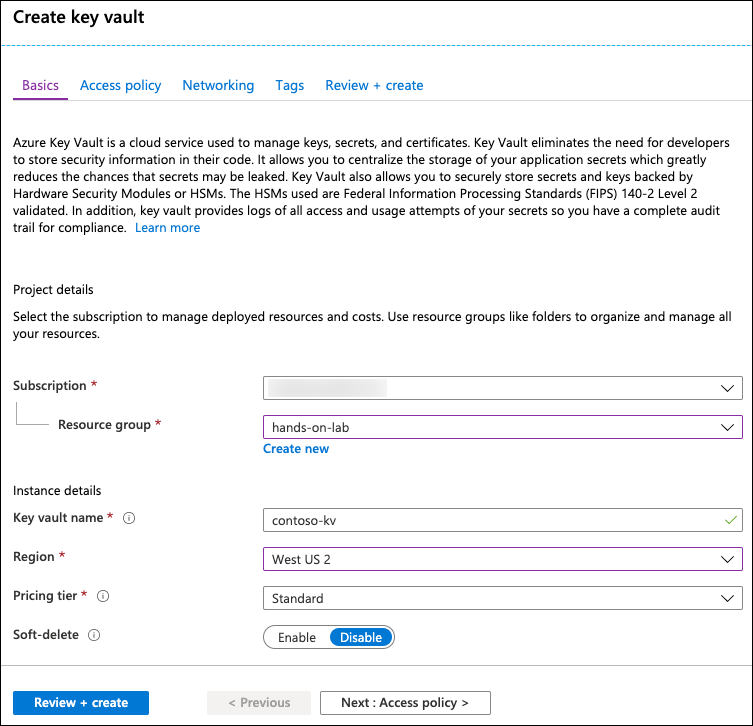 Create key vault
Basics Access policy Networking Tags Review + create
Azure Key Vault is a cloud service used to manage keys, secrets, and certificates. Key Vault eliminates the need for developers
to store security information in their code. It allows you to centralize the storage of your application secrets which greatly
reduces the chances that secrets may be leaked. Key Vault also allows you to securely store secrets and keys backed by
Hardware Security Modules or HSMs. The HSMs used are Federal Information Processing Standards (FIPS) 140-2 Level 2
validated. In addition, key vault provides logs of all access and usage attempts of your secrets so you have a complete audit
trail for compliance. Learn more
Project details
Select the subscription to manage deployed resources and costs. Use resource groups like folders to organize and manage all
your resources.
Subscription *
Resource group * hands-on-lab
Create new
Instance details
Key vault name * contoso-kv
Region * West US 2
Pricing tier * Standard
Soft-delete Enable Disable
Review + create < Previous Next : Access policy >